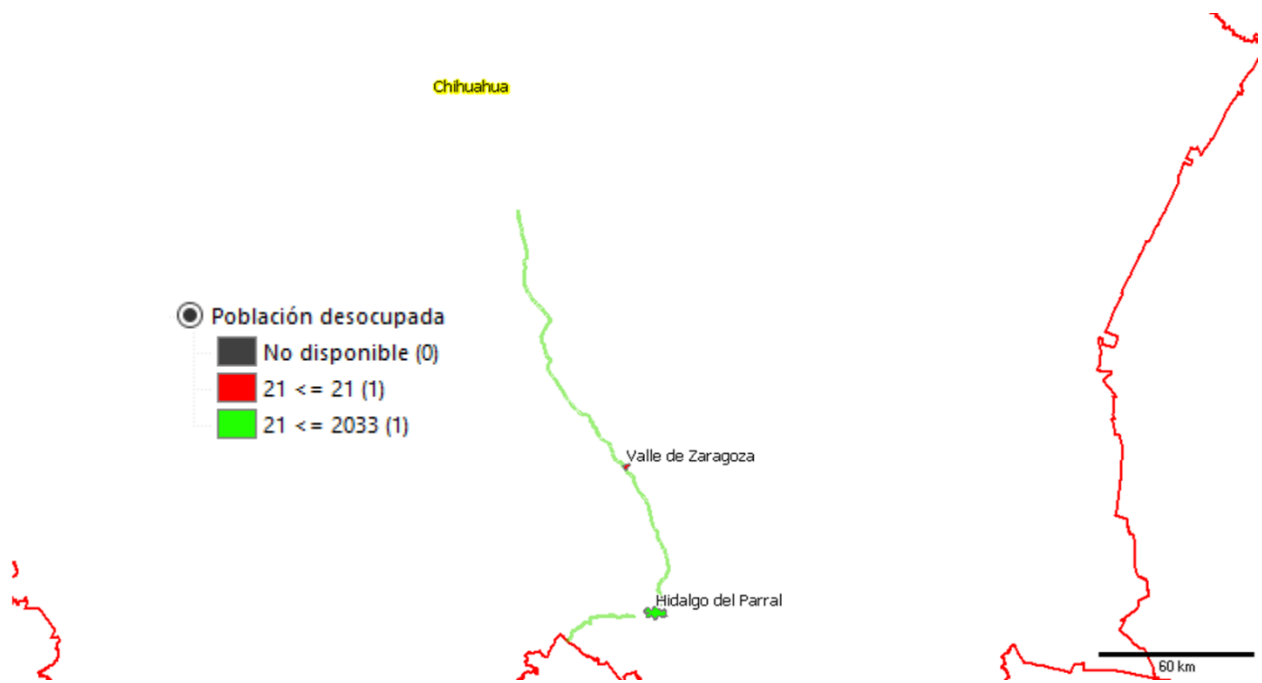 Chihuahua
Población desocupada
No disponible (0)
21 <= 21 (1)
21 <= 2033 (1)
Valle de Zaragoza
Hidalgo del Parral
60 km